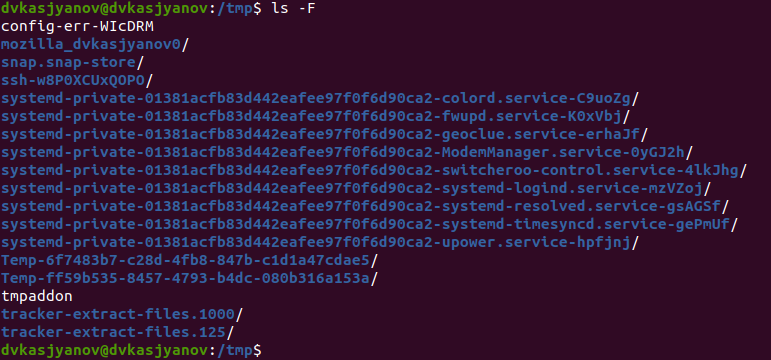 dvkasjyanov@dvkasjyanov:/tmp$ ls -F
config-err-WIcDRM
mozilla_dvkasjyanov0/
snap.snap-store/
ssh-w8P0XCUxQOPO/
systemd-private-01381acfb83d442eafee97f0f6d90ca2-colord.service-C9uoZg/
systemd-private-01381acfb83d442eafee97f0f6d90ca2-fwupd.service-K0xVbj/
systemd-private-01381acfb83d442eafee97f0f6d90ca2-geoclue.service-erhaJf/
systemd-private-01381acfb83d442eafee97f0f6d90ca2-ModemManager.service-0yGJ2h/
systemd-private-01381acfb83d442eafee97f0f6d90ca2-switcheroo-control.service-4lkJhg/
systemd-private-01381acfb83d442eafee97f0f6d90ca2-systemd-logind.service-mzVZoj/
systemd-private-01381acfb83d442eafee97f0f6d90ca2-systemd-resolved.service-gsAGSf/
systemd-private-01381acfb83d442eafee97f0f6d90ca2-systemd-timesyncd.service-gePmUf/
systemd-private-01381acfb83d442eafee97f0f6d90ca2-upower.service-hpfjnj/
Temp-6f7483b7-c28d-4fb8-847b-c1d1a47cdae5/
Temp-ff59b535-8457-4793-b4dc-080b316a153a/
tmpaddon
tracker-extract-files.1000/
tracker-extract-files.125/
dvkasjyanov@dvkasjyanov:/tmp$